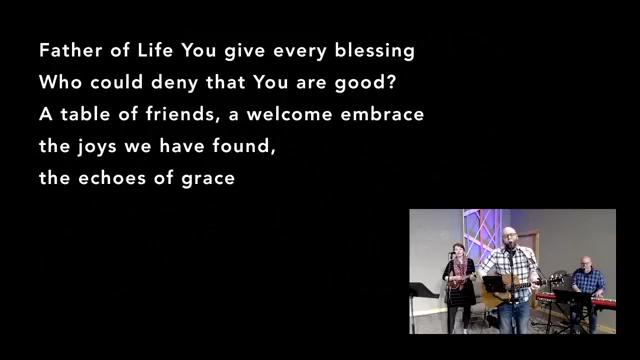 Father of Life You give every blessing
Who could deny that You are good?
A table of friends, a welcome embrace
the joys we have found,
the echoes of grace